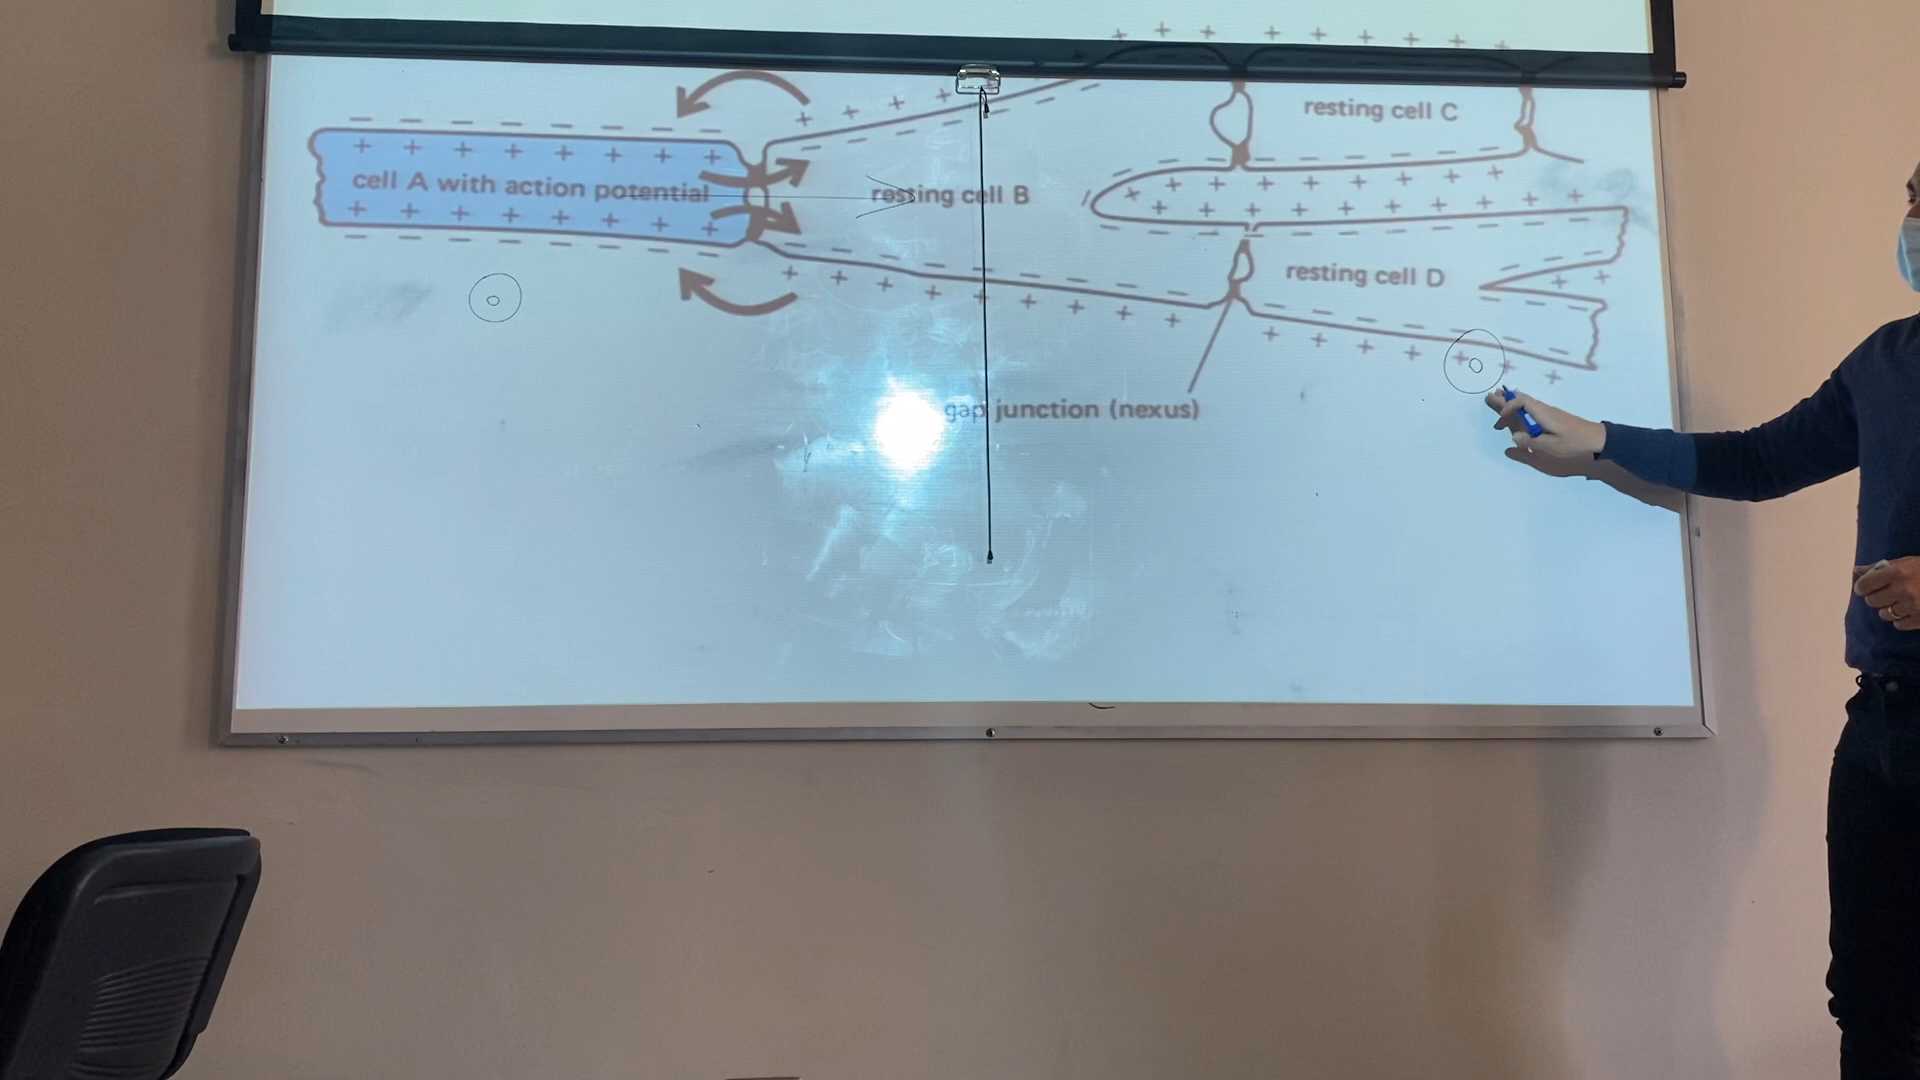 resting cell C
cell A with action potential
resting cell B
resting cell D
gap junction (nexus)